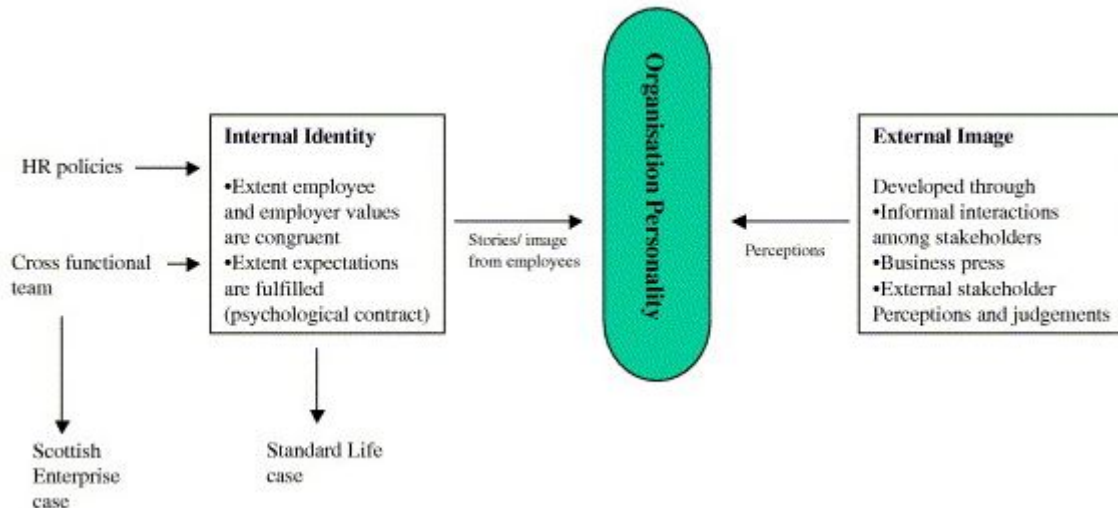 HR policies
Cross functional
team
Scottish
Enterprise
case
Internal Identity
•Extent employee
and employer values
are congruent
•Extent expectations
are fulfilled
(psychological contract)
Standard Life
case
Stories/ image
from employees
Organisation Personality
Perceptions
External Image
Developed through
•Informal interactions
among stakeholders
•Business press
•External stakeholder
Perceptions and judgements